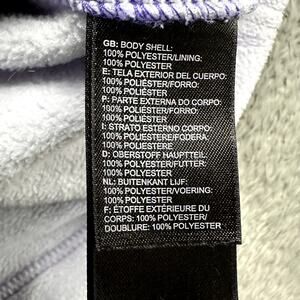 GB: BODY SHELL:
100% POLYESTER/LINING:
100% POLYESTER
E: TELA EXTERIOR DEL CUERPO:
100% POLIÉSTER/FORRO:
100% POLIÉSTER
P: PARTE EXTERNA DO CORPO:
100% POLIÉSTER/FORRO:
100% POLIÉSTER
I: STRATO ESTERNO CORPO:
100% POLIESTERE/FODERA:
100% POLIESTERE
D: OBERSTOFF HAUPTTEIL:
100% POLYESTER/FUTTER:
100% POLYESTER
NL: BUITENKANT LIJF:
100% POLYESTER/VOERING:
100% POLYESTER
F: ÉTOFFE EXTÉRIEURE DU
CORPS: 100% POLYESTER/
DOUBLURE: 100% POLYESTER